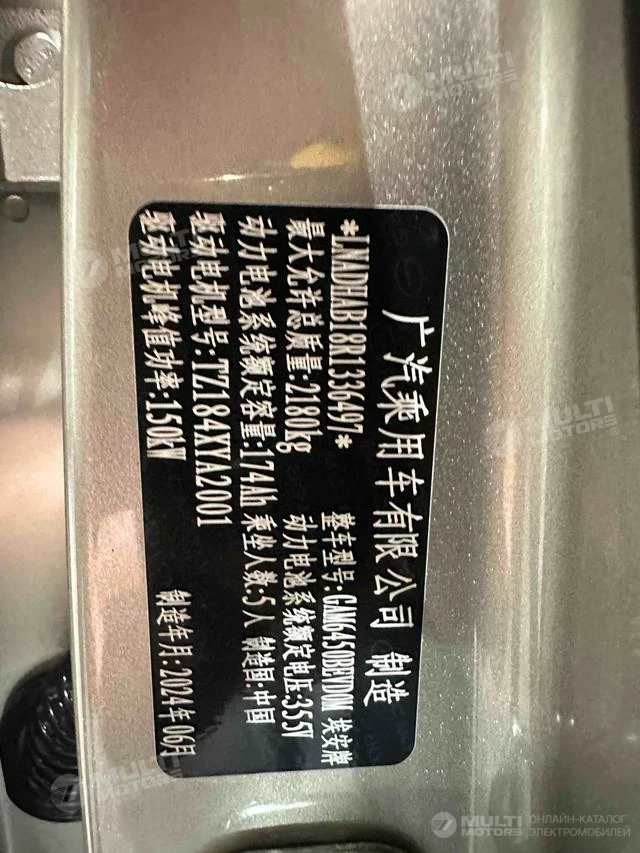 广汽乘用车有限公司 制造
*LNADFAB18R1336497* 整车型号:GAM6450BEVD0N 埃安牌
最大允许总质量:2180kg 动力电池系统额定电压:355V
动力电池系统额定容量:174Ah 乘坐人数:5人 制造国:中国
驱动电机型号:TZ184XYA2001
驱动电机峰值功率:150kW 制造年月:2024年06月
MULTI MOTORS
ОНЛАЙН-КАТАЛОГ
ЭЛЕКТРОМОБИЛЕЙ